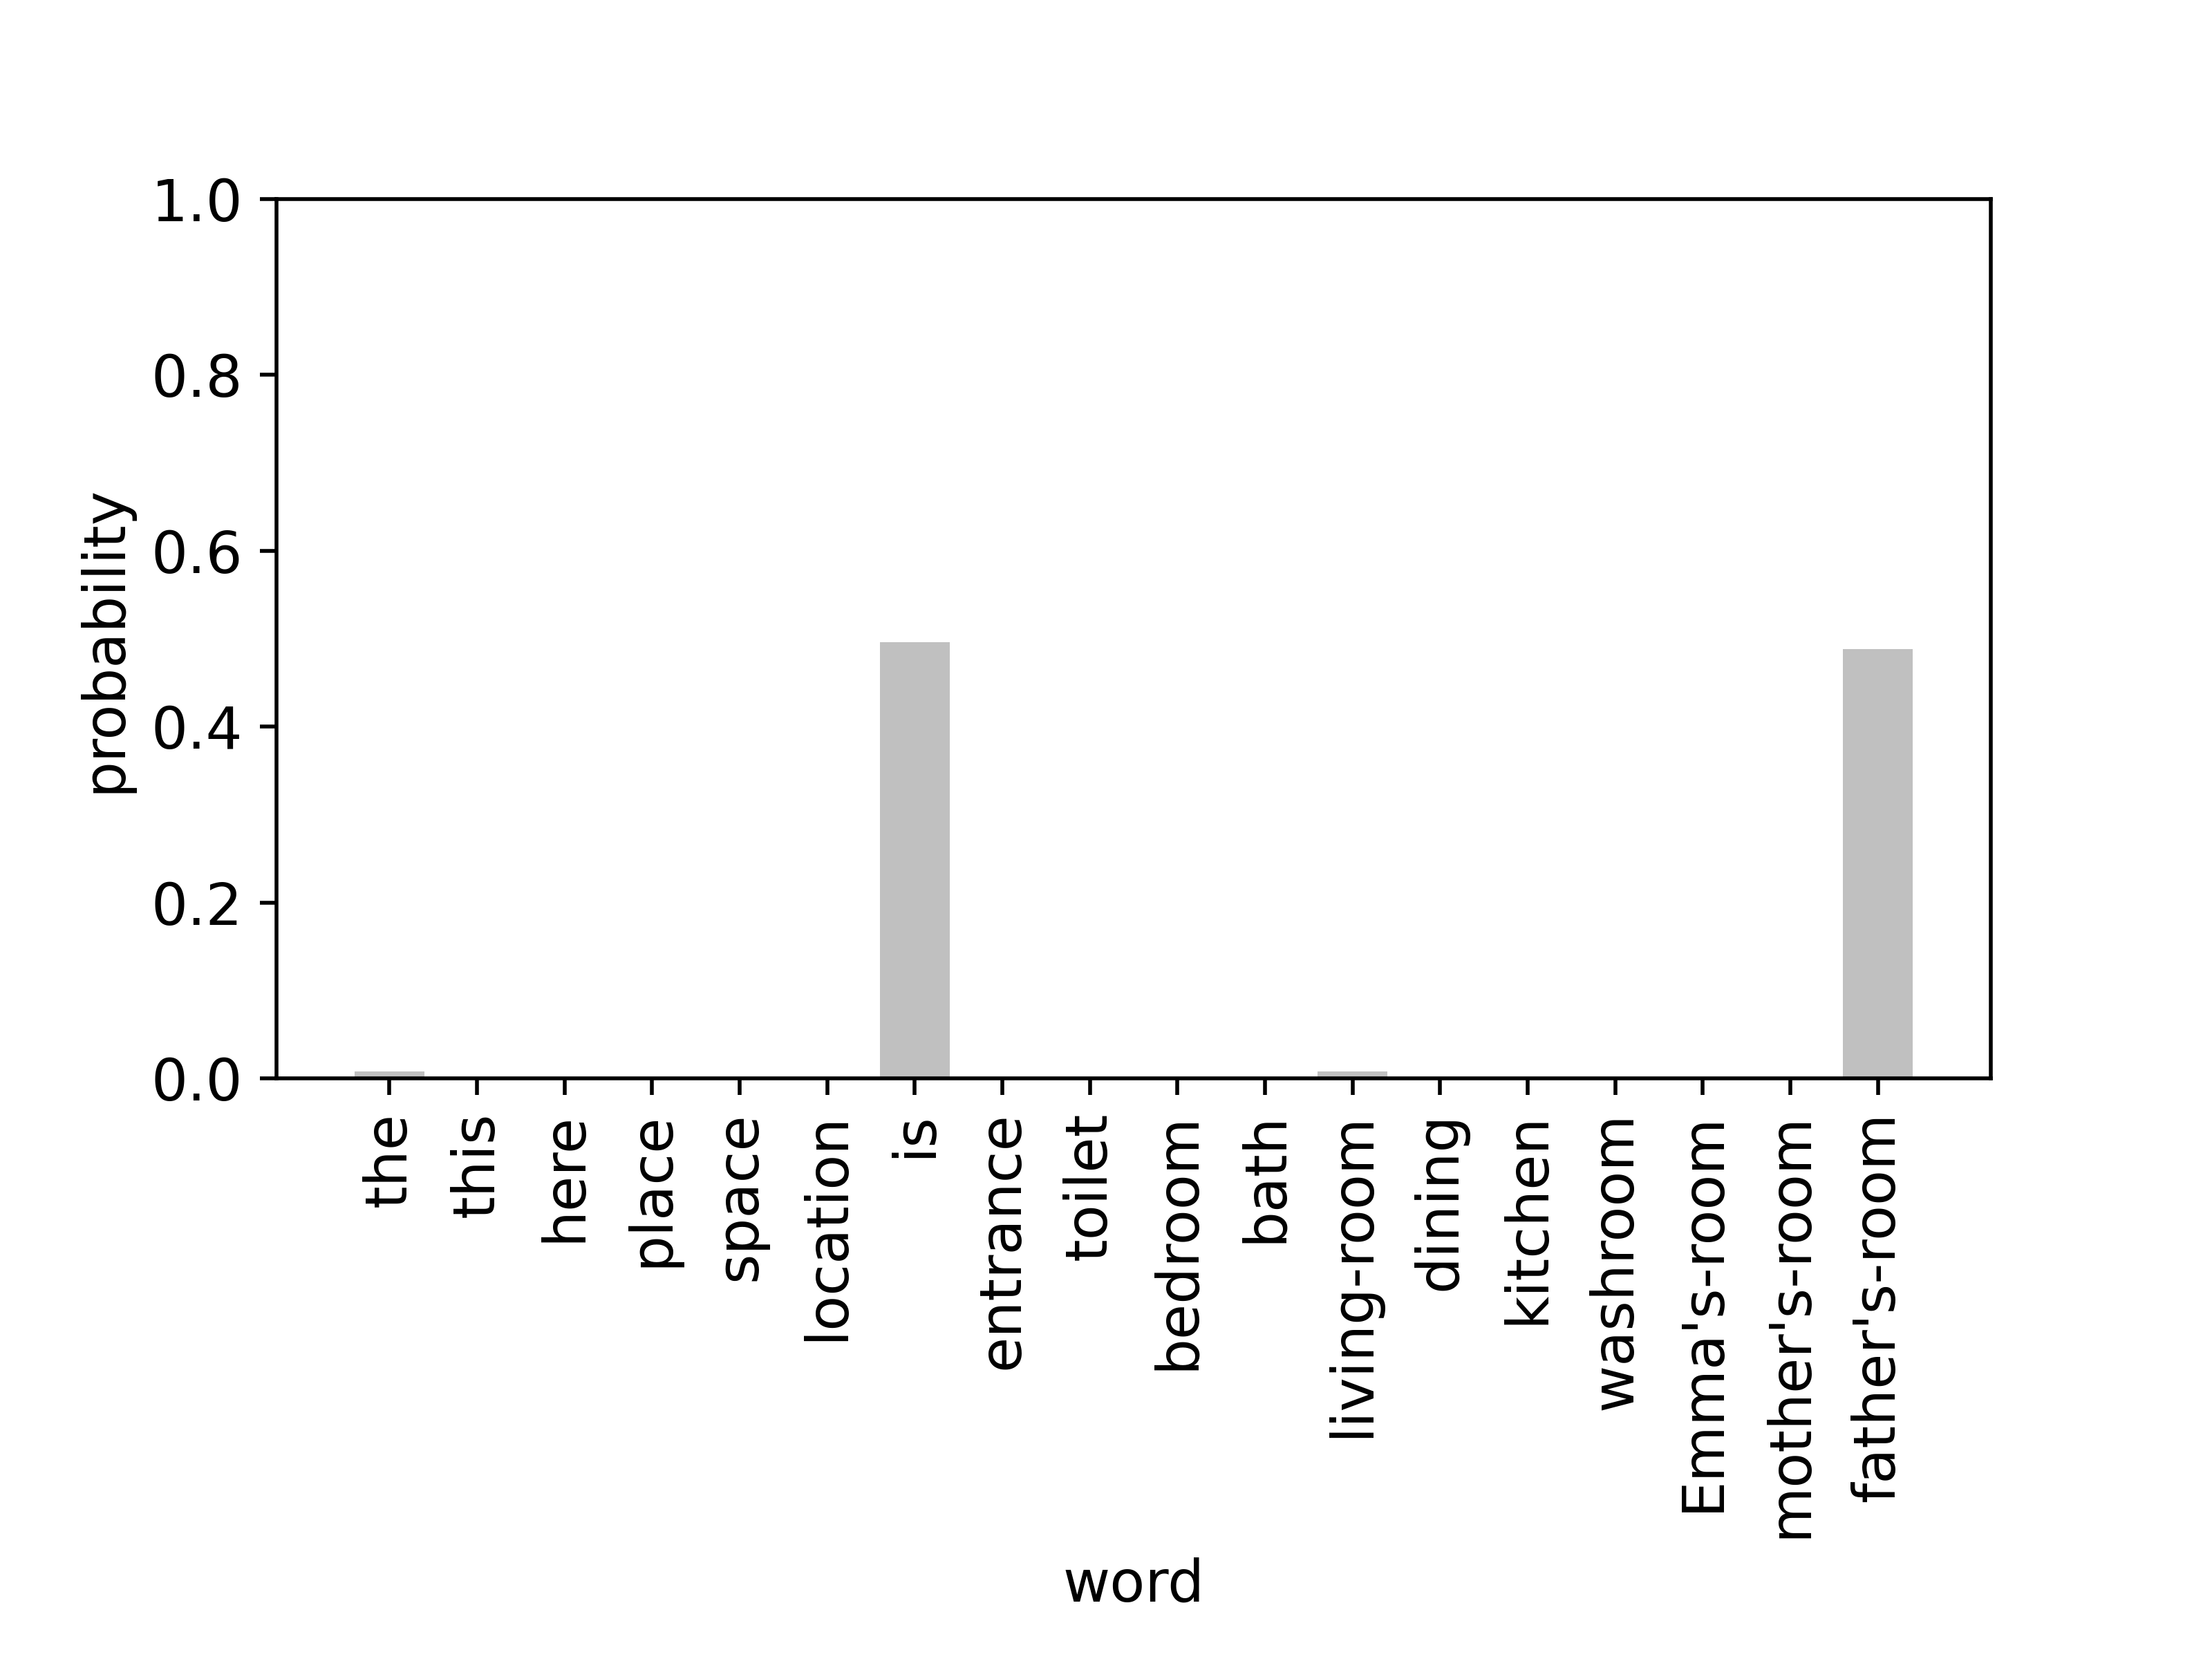 1.0
0.8
0.6
0.4
0.2
0.0
probability
the
this
here
place
space
location
is
entrance
toilet
bedroom
bath
living-room
dining
kitchen
washroom
Emma's-room
mother's-room
father's-room
word